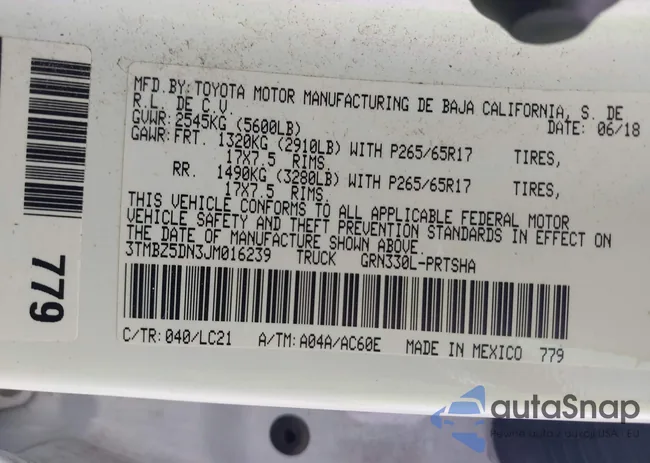 MFD.BY:TOYOTA MOTOR MANUFACTURING DE BAJA CALIFORNIA, S. DE
R.L. DE C.V. DATE: 06/18
GVWR:2545KG (5600LB)
GAWR:FRT. 1320KG (2910LB) WITH P265/65R17 TIRES,
17X7.5 RIMS.
RR. 1490KG (3280LB) WITH P265/65R17 TIRES,
17X7.5 RIMS.
THIS VEHICLE CONFORMS TO ALL APPLICABLE FEDERAL MOTOR
VEHICLE SAFETY AND THEFT PREVENTION STANDARDS IN EFFECT ON
THE DATE OF MANUFACTURE SHOWN ABOVE.
3TMBZ5DN3JM016239 TRUCK GRN330L-PRTSHA
C/TR:040/LC21 A/TM:A04A/AC60E MADE IN MEXICO 779
779
autaSnap